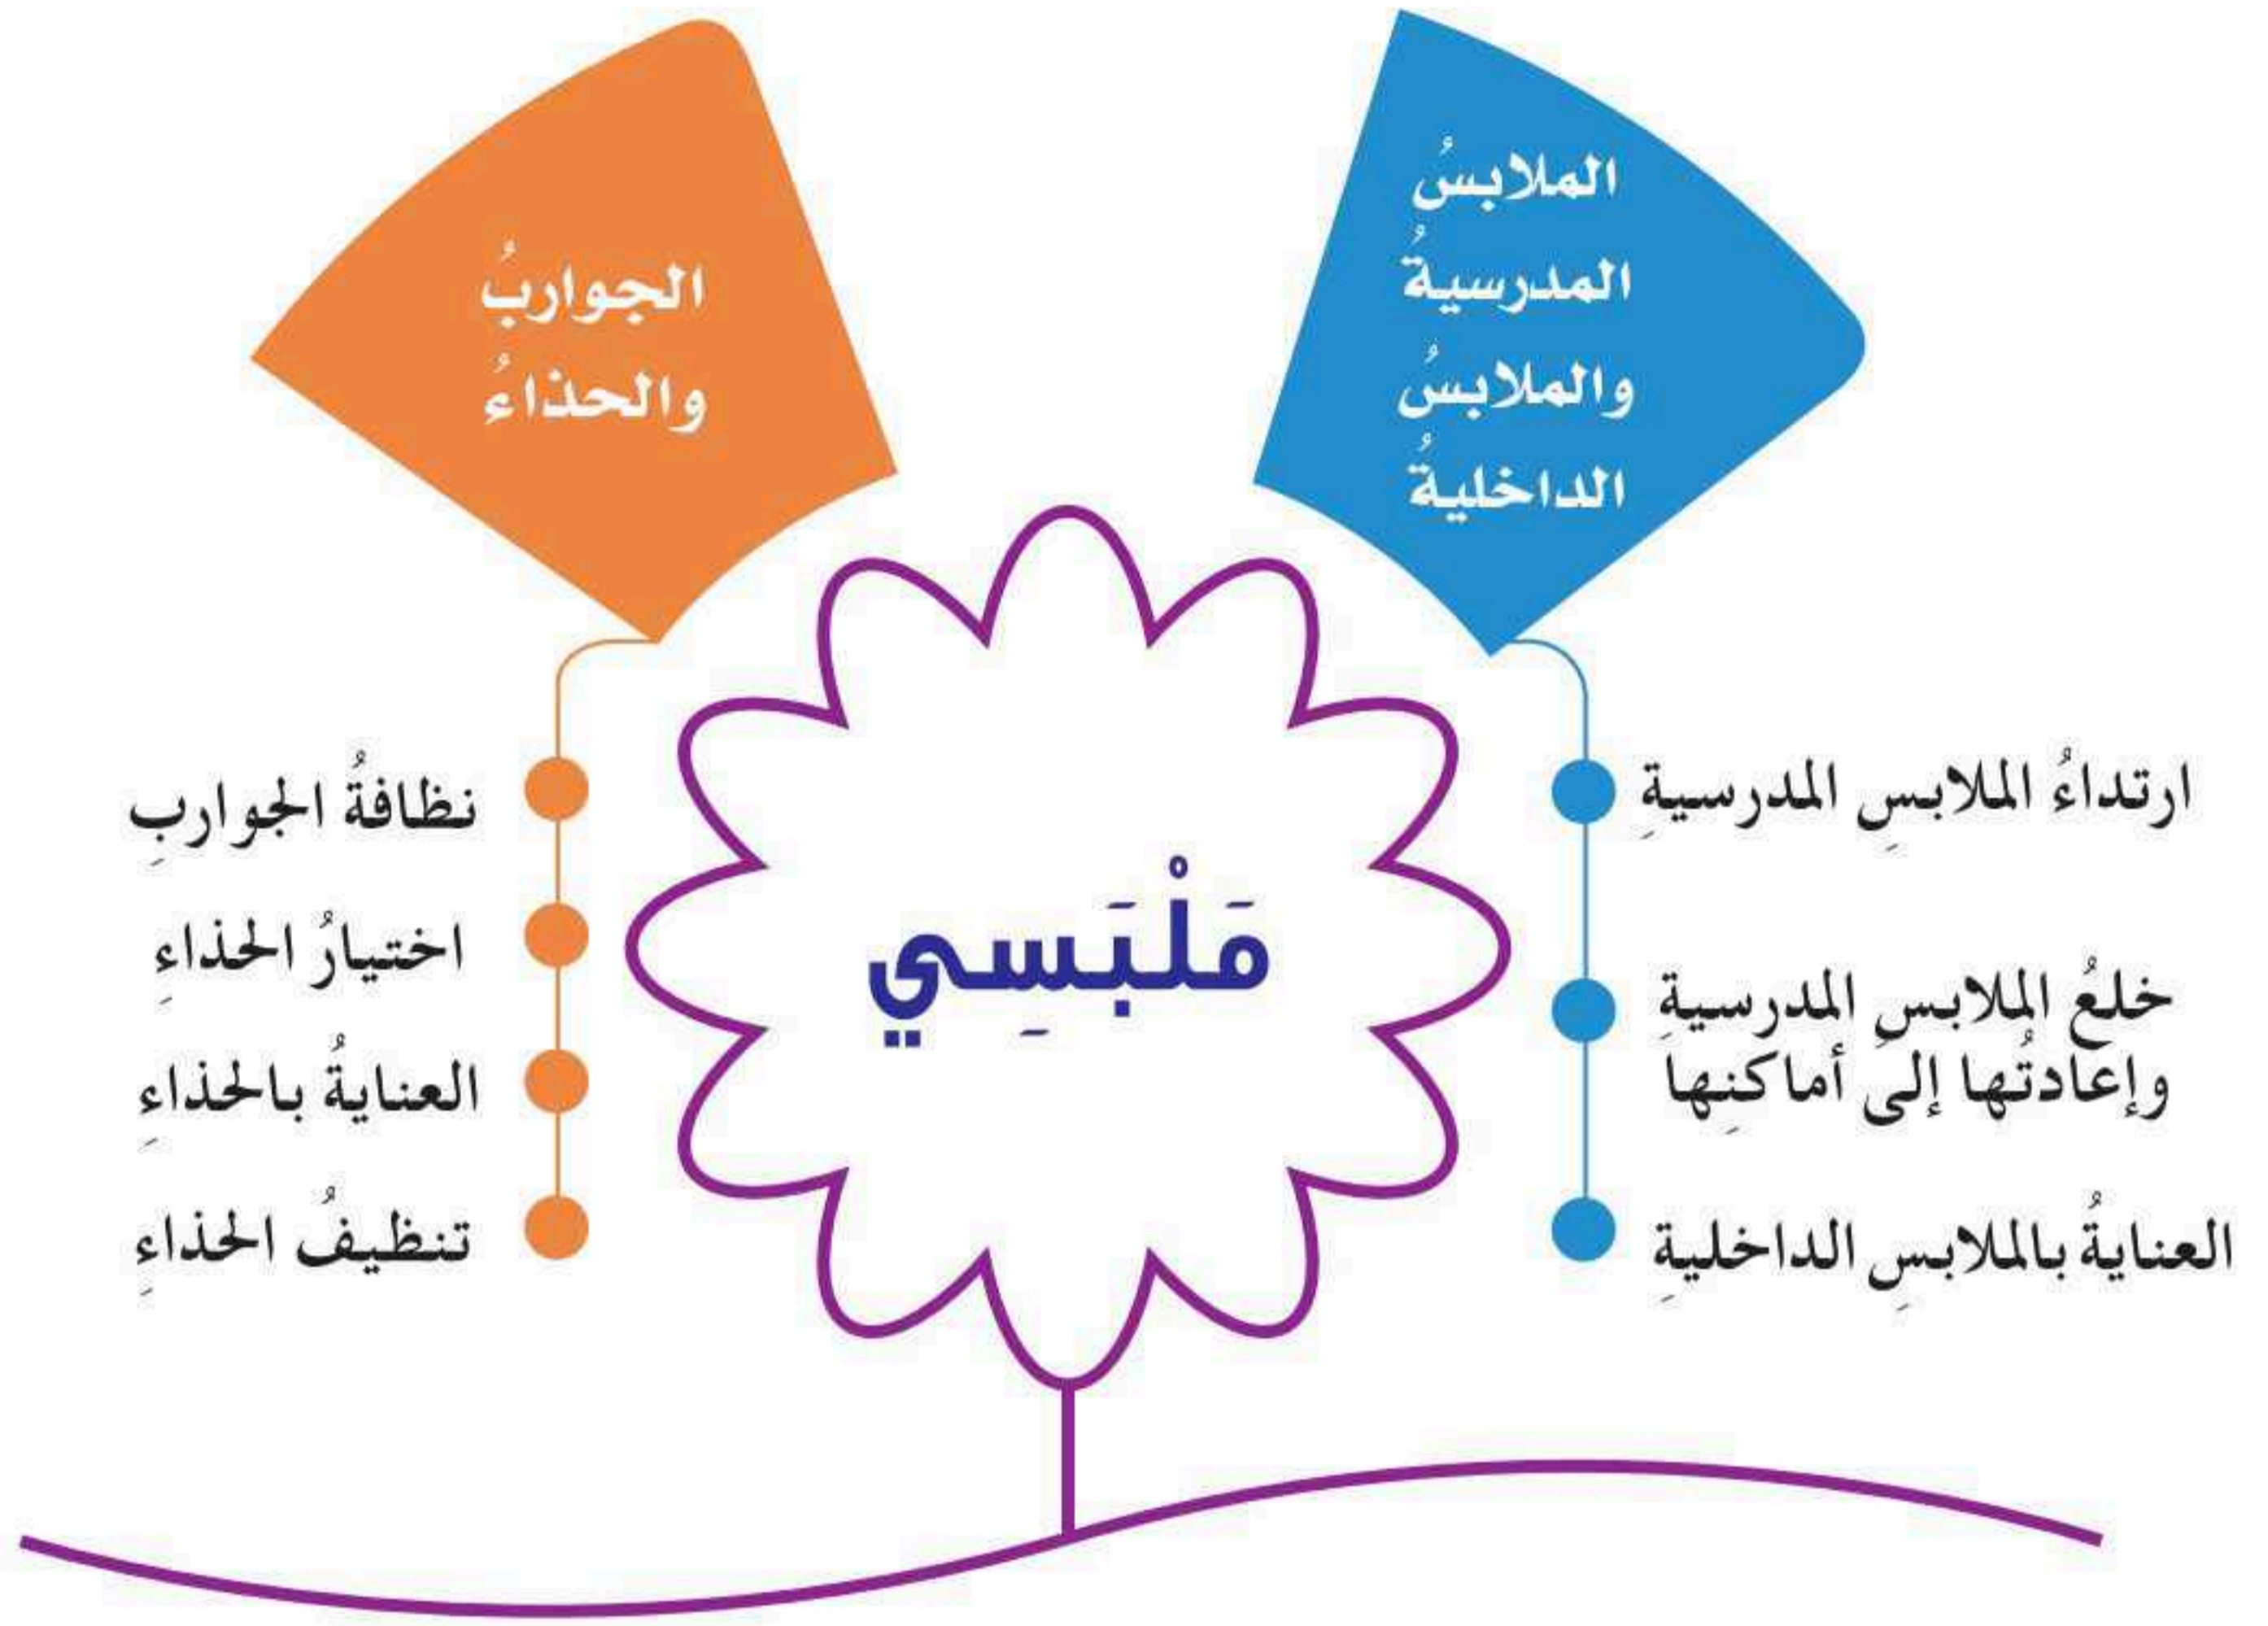 الملابسُ
المدرسيةُ
والملابسُ
الداخليةُ
ارتداءُ الملابسِ المدرسيةِ
خلعُ الملابسِ المدرسيةِ
وإعادتُها إلى أماكنِها
العنايةُ بالملابسِ الداخليةِ
مَلْبَسِي
الجواربُ
والحذاءُ
نظافةُ الجواربِ
اختيارُ الحذاءِ
العنايةُ بالحذاءِ
تنظيفُ الحذاءِ